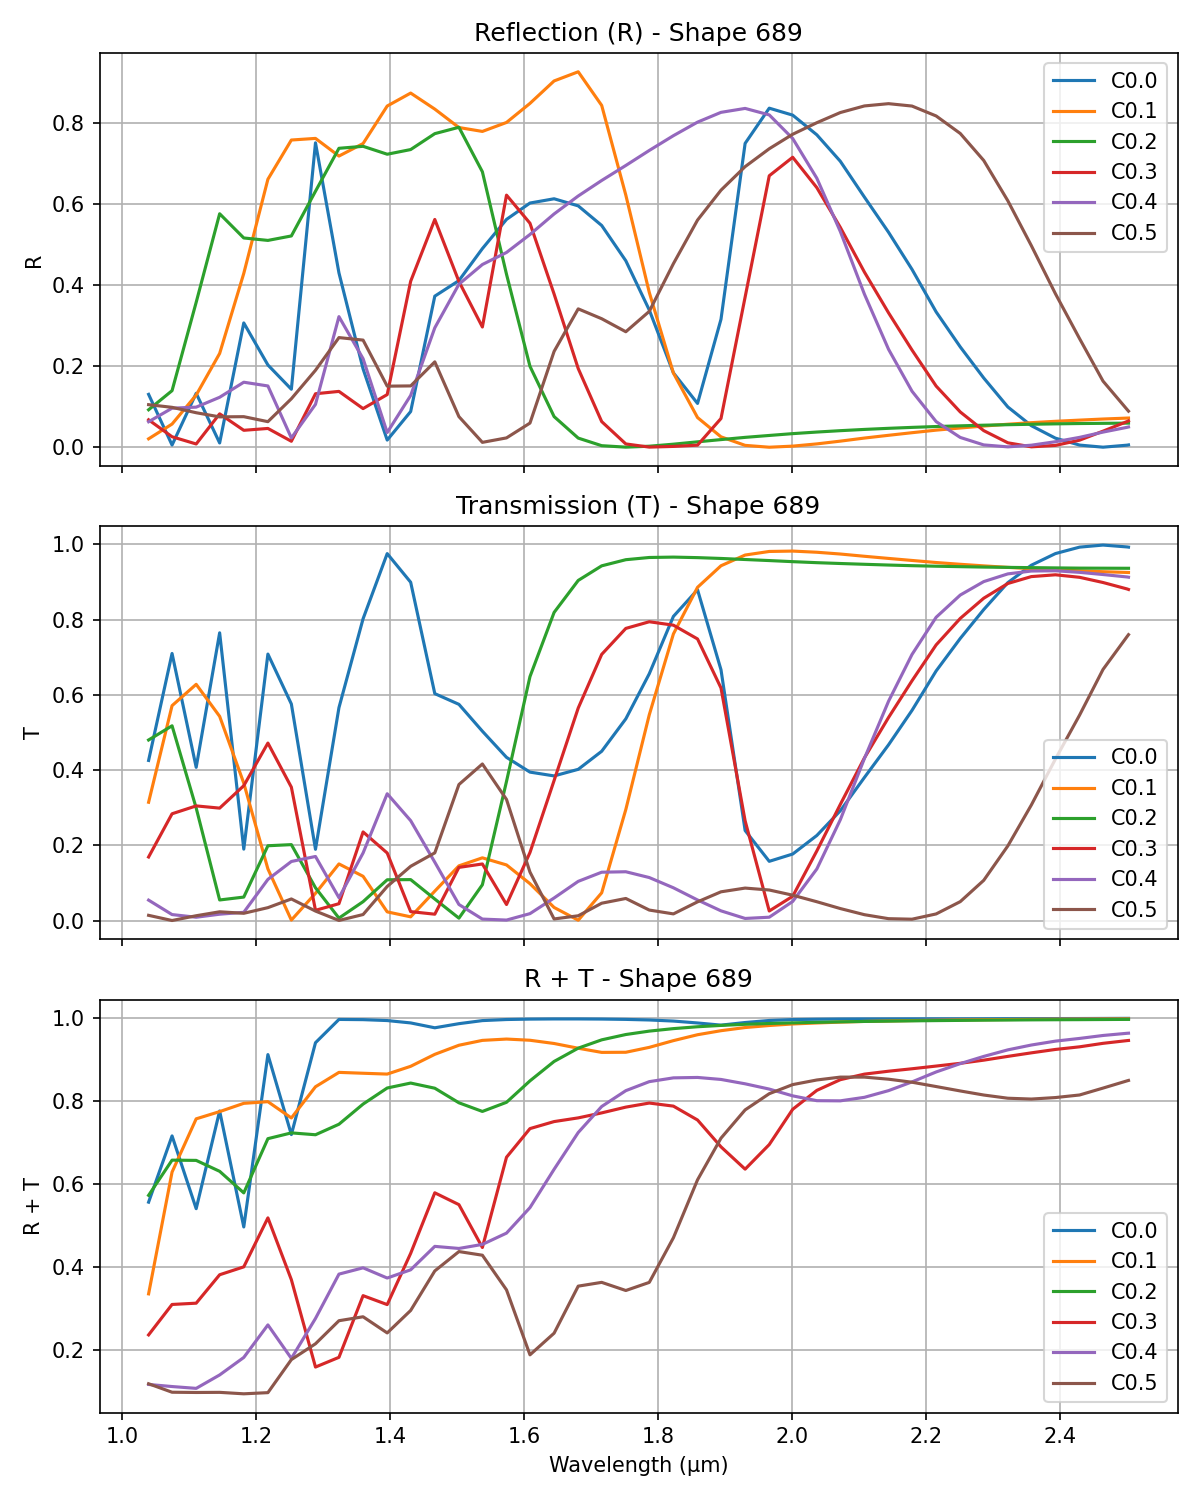 Reflection (R) - Shape 689
0.8
0.6
0.4
0.2
0.0
R
C0.0
C0.1
C0.2
C0.3
C0.4
C0.5
Transmission (T) - Shape 689
1.0
0.8
0.6
0.4
0.2
0.0
T
C0.0
C0.1
C0.2
C0.3
C0.4
C0.5
R + T - Shape 689
1.0
0.8
0.6
0.4
0.2
R + T
C0.0
C0.1
C0.2
C0.3
C0.4
C0.5
1.0 1.2 1.4 1.6 1.8 2.0 2.2 2.4
Wavelength (μm)